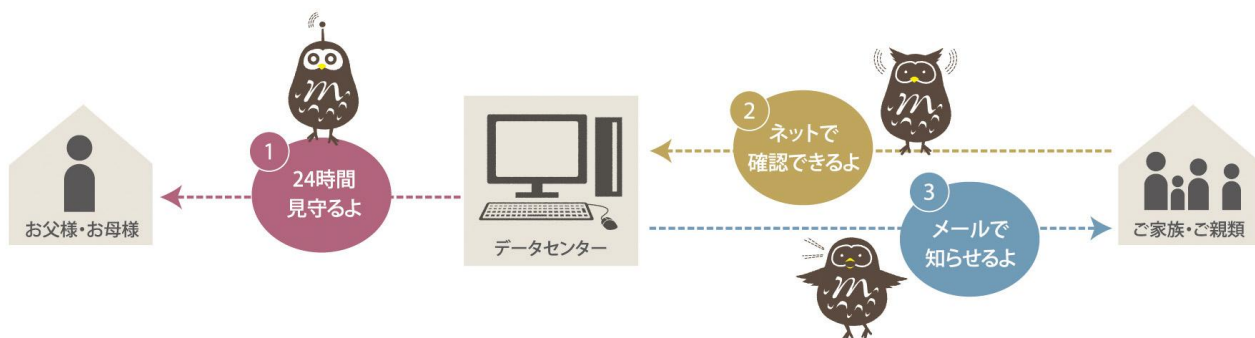 お父様・お母様
1
24時間
見守るよ
m
データセンター
2
ネットで
確認できるよ
m
3
メールで
知らせるよ
m
ご家族・ご親類